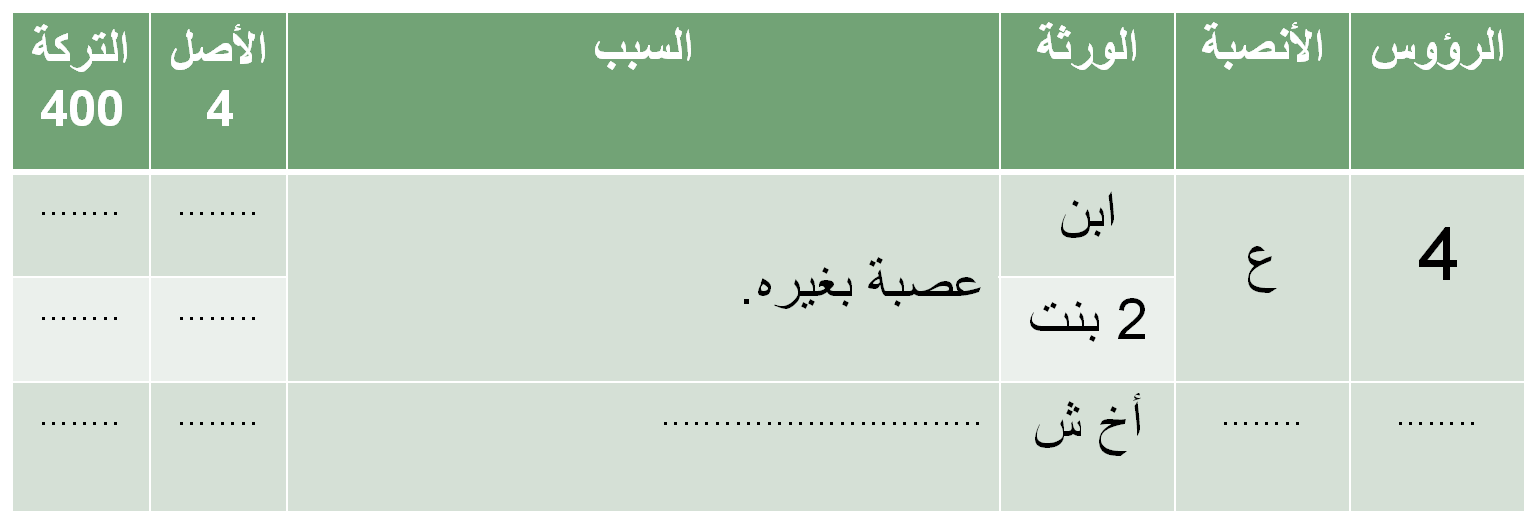 الرؤوس الأنصبة الورثة السبب الأصل 4 التركة 400
4 ع ابن عصبة بغيره. ........ ........
2 بنت ........ ........
........ ........ أخ ش .............................. ........ ........